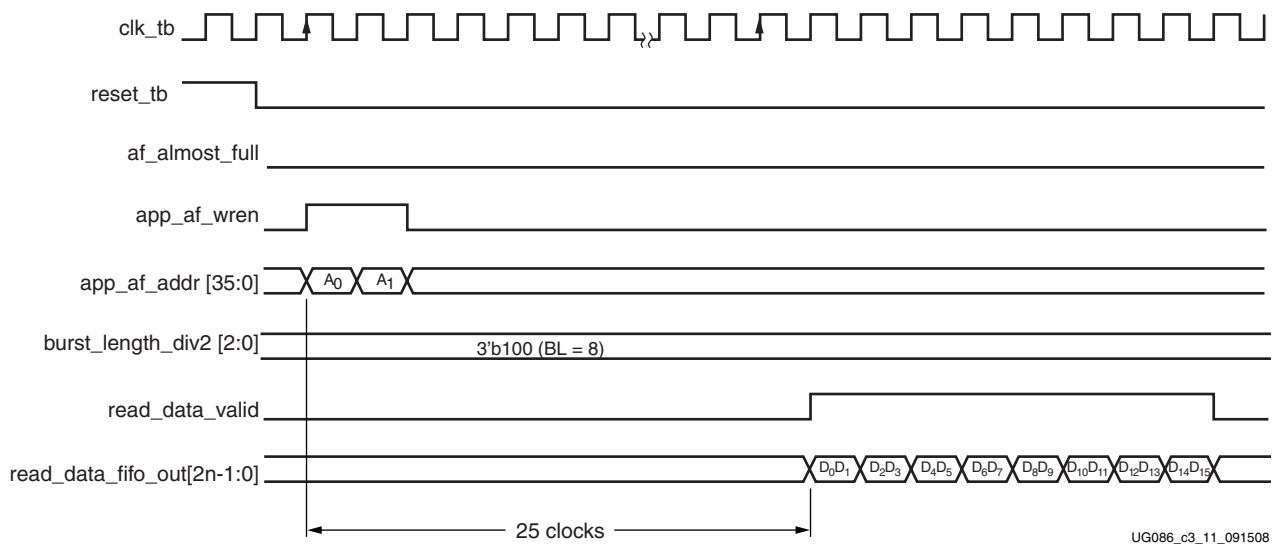 clk_tb
reset_tb
af_almost_full
app_af_wren
app_af_addr [35:0]
A0 A1
burst_length_div2 [2:0]
3'b100 (BL = 8)
read_data_valid
read_data_fifo_out[2n-1:0]
D0D1 D2D3 D4D5 D6D7 D8D9 D10D11 D12D13 D14D15
25 clocks
UG086_c3_11_091508